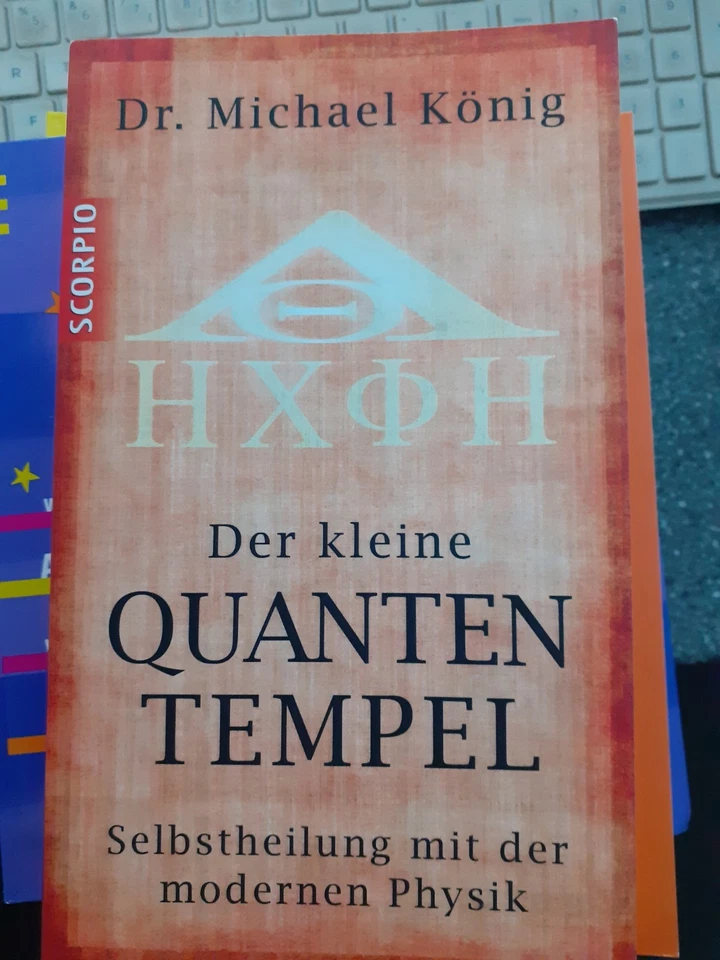 Dr. Michael König
SCORPIO
Θ
ΗΧΦΗ
Der kleine
QUANTEN
TEMPEL
Selbstheilung mit der
modernen Physik